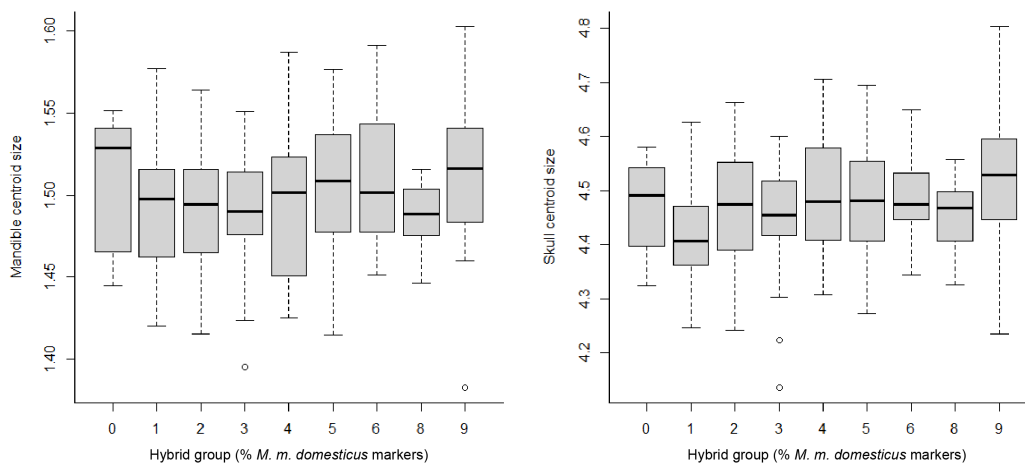 Mandible centroid size
1.60
1.55
1.50
1.45
1.40
0 1 2 3 4 5 6 8 9
Hybrid group (% M. m. domesticus markers)
Skull centroid size
4.8
4.7
4.6
4.5
4.4
4.3
4.2
0 1 2 3 4 5 6 8 9
Hybrid group (% M. m. domesticus markers)